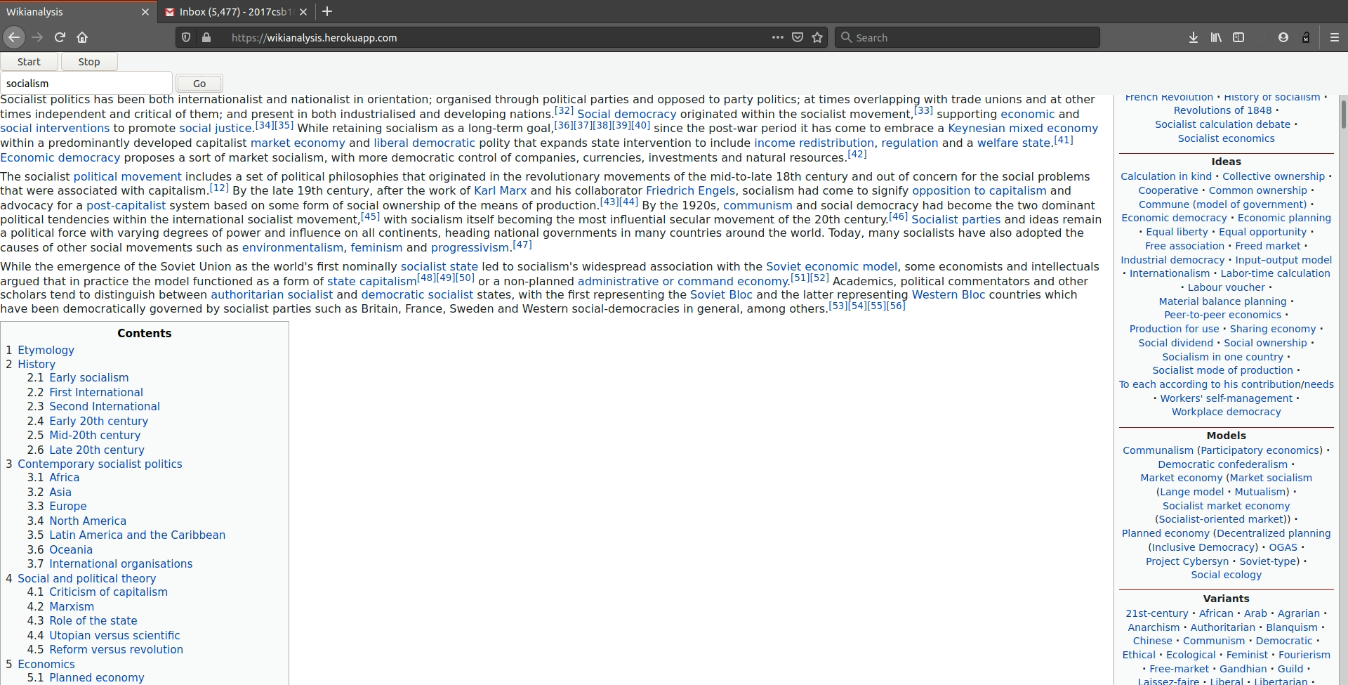 Wikianalysis
Inbox (5,477) - 2017csb1
https://wikianalysis.herokuapp.com
Search
Start Stop
socialism Go
Socialist politics has been both internationalist and nationalist in orientation; organised through political parties and opposed to party politics; at times overlapping with trade unions and at other
times independent and critical of them; and present in both industrialised and developing nations.[32] Social democracy originated within the socialist movement,[33] supporting economic and
social interventions to promote social justice.[34][35] While retaining socialism as a long-term goal,[36][37][38][39][40] since the post-war period it has come to embrace a Keynesian mixed economy
within a predominantly developed capitalist market economy and liberal democratic polity that expands state intervention to include income redistribution, regulation and a welfare state.[41]
Economic democracy proposes a sort of market socialism, with more democratic control of companies, currencies, investments and natural resources.[42]
The socialist political movement includes a set of political philosophies that originated in the revolutionary movements of the mid-to-late 18th century and out of concern for the social problems
that were associated with capitalism.[12] By the late 19th century, after the work of Karl Marx and his collaborator Friedrich Engels, socialism had come to signify opposition to capitalism and
advocacy for a post-capitalist system based on some form of social ownership of the means of production.[43][44] By the 1920s, communism and social democracy had become the two dominant
political tendencies within the international socialist movement,[45] with socialism itself becoming the most influential secular movement of the 20th century.[46] Socialist parties and ideas remain
a political force with varying degrees of power and influence on all continents, heading national governments in many countries around the world. Today, many socialists have also adopted the
causes of other social movements such as environmentalism, feminism and progressivism.[47]
While the emergence of the Soviet Union as the world's first nominally socialist state led to socialism's widespread association with the Soviet economic model, some economists and intellectuals
argued that in practice the model functioned as a form of state capitalism[48][49][50] or a non-planned administrative or command economy.[51][52] Academics, political commentators and other
scholars tend to distinguish between authoritarian socialist and democratic socialist states, with the first representing the Soviet Bloc and the latter representing Western Bloc countries which
have been democratically governed by socialist parties such as Britain, France, Sweden and Western social-democracies in general, among others.[53][54][55][56]
Contents
1 Etymology
2 History
2.1 Early socialism
2.2 First International
2.3 Second International
2.4 Early 20th century
2.5 Mid-20th century
2.6 Late 20th century
3 Contemporary socialist politics
3.1 Africa
3.2 Asia
3.3 Europe
3.4 North America
3.5 Latin America and the Caribbean
3.6 Oceania
3.7 International organisations
4 Social and political theory
4.1 Criticism of capitalism
4.2 Marxism
4.3 Role of the state
4.4 Utopian versus scientific
4.5 Reform versus revolution
5 Economics
5.1 Planned economy
French Revolution · History of socialism ·
Revolutions of 1848 ·
Socialist calculation debate ·
Socialist economics
Ideas
Calculation in kind · Collective ownership ·
Cooperative · Common ownership ·
Commune (model of government) ·
Economic democracy · Economic planning
· Equal liberty · Equal opportunity ·
Free association · Freed market ·
Industrial democracy · Input–output model
· Internationalism · Labor-time calculation
· Labour voucher ·
Material balance planning ·
Peer-to-peer economics ·
Production for use · Sharing economy ·
Social dividend · Social ownership ·
Socialism in one country ·
Socialist mode of production ·
To each according to his contribution/needs
· Workers' self-management ·
Workplace democracy
Models
Communalism (Participatory economics) ·
Democratic confederalism ·
Market economy (Market socialism
(Lange model · Mutualism) ·
Socialist market economy
(Socialist-oriented market)) ·
Planned economy (Decentralized planning
(Inclusive Democracy) · OGAS ·
Project Cybersyn · Soviet-type) ·
Social ecology
Variants
21st-century · African · Arab · Agrarian ·
Anarchism · Authoritarian · Blanquism ·
Chinese · Communism · Democratic ·
Ethical · Ecological · Feminist · Fourierism
· Free-market · Gandhian · Guild ·
Laissez-faire · Liberal · Libertarian ·